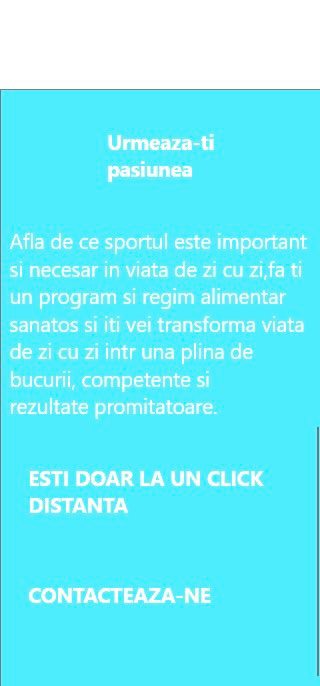 Urmeaza-ti
pasiunea
Afla de ce sportul este important
si necesar in viata de zi cu zi,fa ti
un program si regim alimentar
sanatos si iti vei transforma viata
de zi cu zi intr una plina de
bucurii, competente si
rezultate promitatoare.
ESTI DOAR LA UN CLICK
DISTANTA
CONTACTEAZA-NE